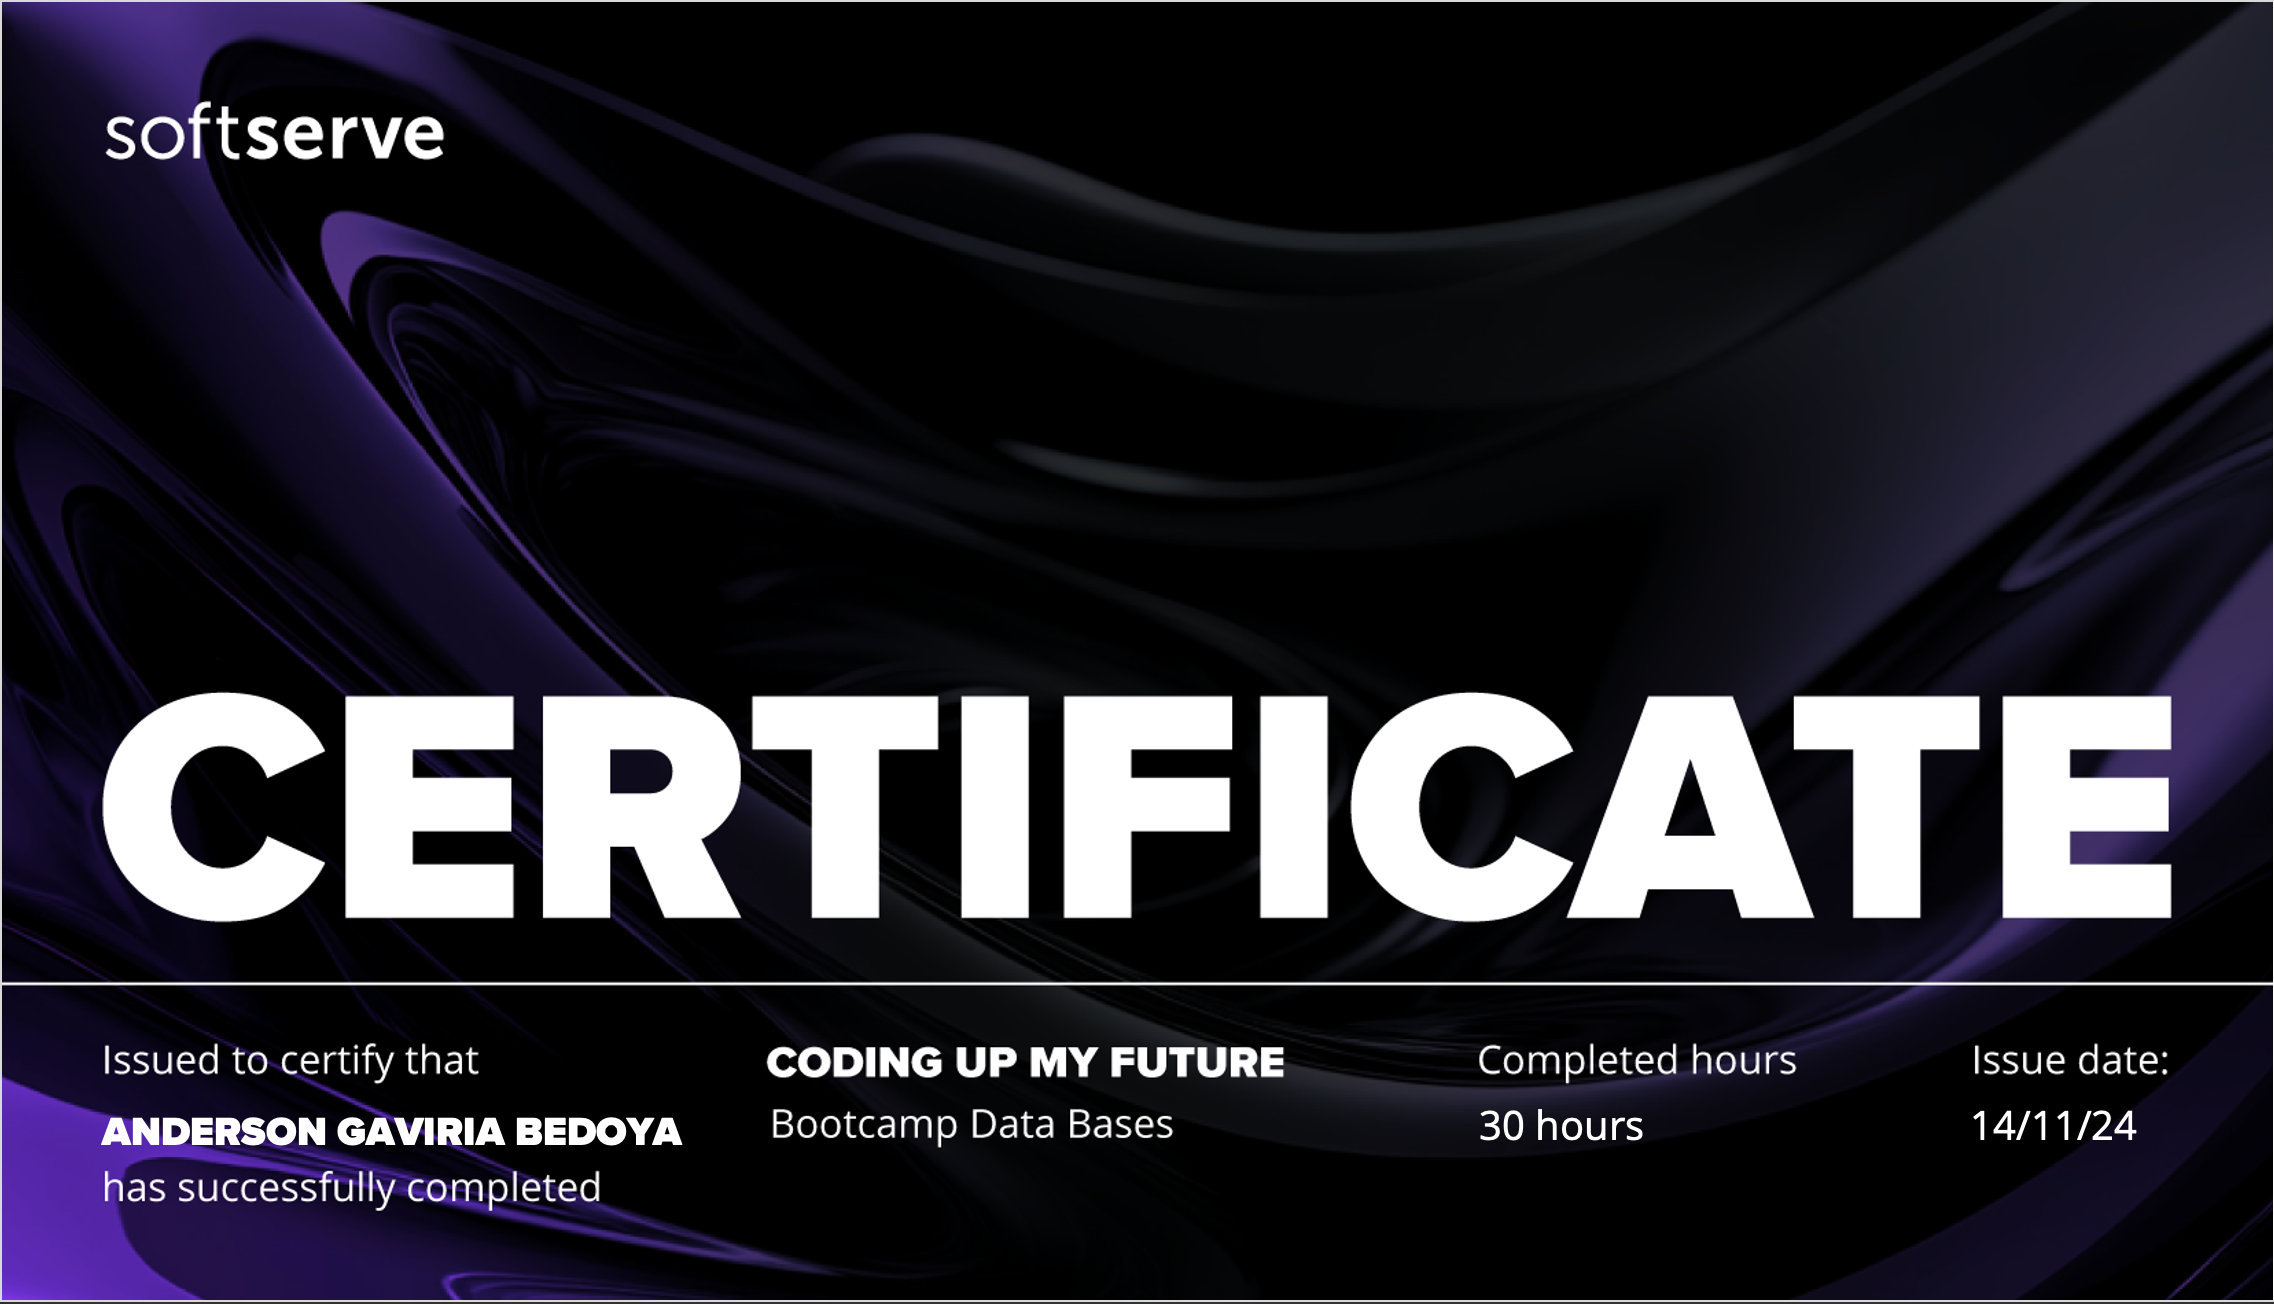 softserve
CERTIFICATE
Issued to certify that
ANDERSON GAVIRIA BEDOYA
has successfully completed
CODING UP MY FUTURE
Bootcamp Data Bases
Completed hours
30 hours
Issue date:
14/11/24